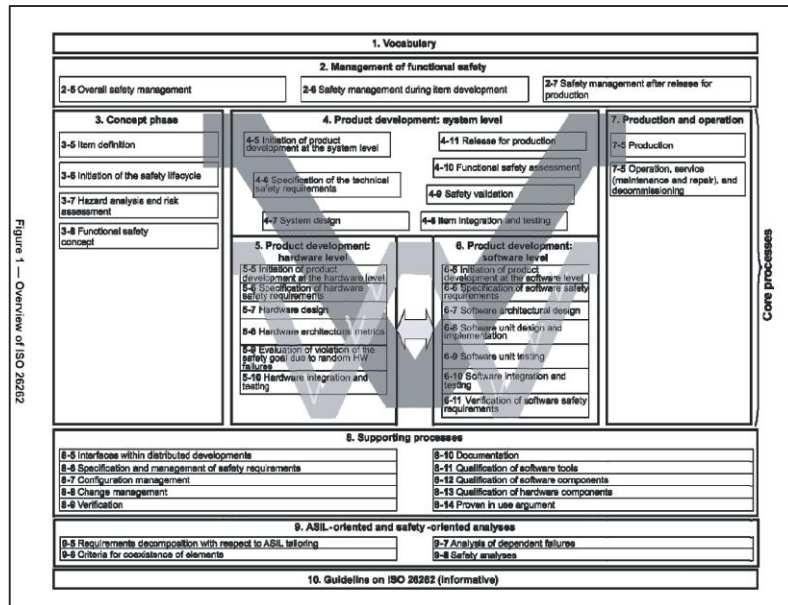 1. Vocabulary
2. Management of functional safety
2-5 Overall safety management
2-6 Safety management during item development
2-7 Safety management after release for
production
3. Concept phase
3-5 Item definition
3-6 Initiation of the safety lifecycle
3-7 Hazard analysis and risk
assessment
3-8 Functional safety
concept
4. Product development: system level
4-5 Initiation of product
development at the system level
4-6 Specification of the technical
safety requirements
4-7 System design
4-11 Release for production
4-10 Functional safety assessment
4-9 Safety validation
4-8 Item integration and testing
7. Production and operation
7-5 Production
7-5 Operation, service
(maintenance and repair), and
decommissioning
5. Product development:
hardware level
5-5 Initiation of product
development at the hardware level
5-6 Specification of hardware
safety requirements
5-7 Hardware design
5-8 Hardware architectural metrics
5-9 Evaluation of violation of the
safety goal due to random HW
failures
5-10 Hardware integration and
testing
6. Product development:
software level
6-5 Initiation of product
development at the software level
6-6 Specification of software safety
requirements
6-7 Software architectural design
6-8 Software unit design and
implementation
6-9 Software unit testing
6-10 Software integration and
testing
6-11 Verification of software safety
requirements
Core processes
8. Supporting processes
8-5 Interfaces within distributed developments
8-6 Specification and management of safety requirements
8-7 Configuration management
8-8 Change management
8-9 Verification
8-10 Documentation
8-11 Qualification of software tools
8-12 Qualification of software components
8-13 Qualification of hardware components
8-14 Proven in use argument
9. ASIL-oriented and safety-oriented analyses
9-5 Requirements decomposition with respect to ASIL tailoring
9-6 Criteria for coexistence of elements
9-7 Analysis of dependent failures
9-8 Safety analyses
10. Guideline on ISO 26262 (informative)
Figure 1 — Overview of ISO 26262